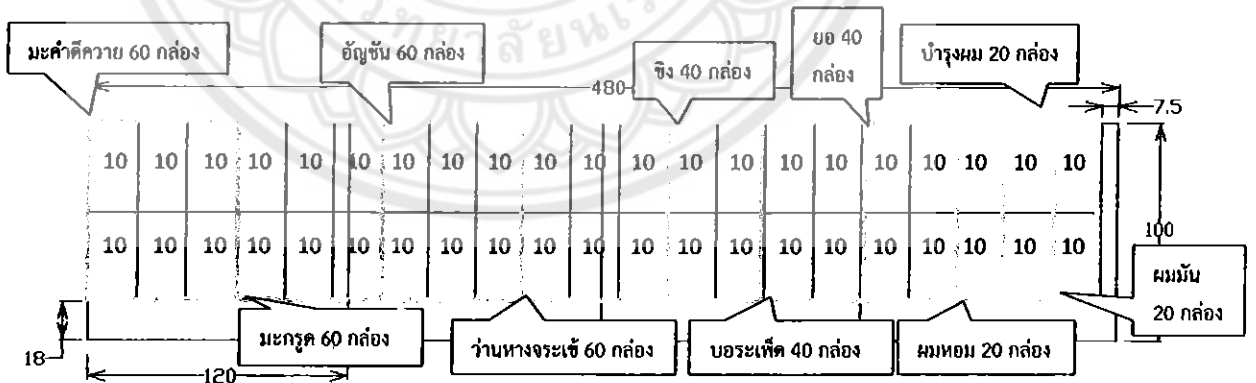 มะคำดีควาย 60 กล่อง
อัญชัน 60 กล่อง
ขิง 40 กล่อง
ยอ 40
กล่อง
บำรุงผม 20 กล่อง
480
7.5
10 10 10 10 10 10 10 10 10 10 10 10 10 10 10 10 10 10 10 10 10
10 10 10 10 10 10 10 10 10 10 10 10 10 10 10 10 10 10 10 10 10
100
ผมมัน
20 กล่อง
มะกรูด 60 กล่อง
ว่านหางจระเข้ 60 กล่อง
บอระเพ็ด 40 กล่อง
ผมหอม 20 กล่อง
18
120